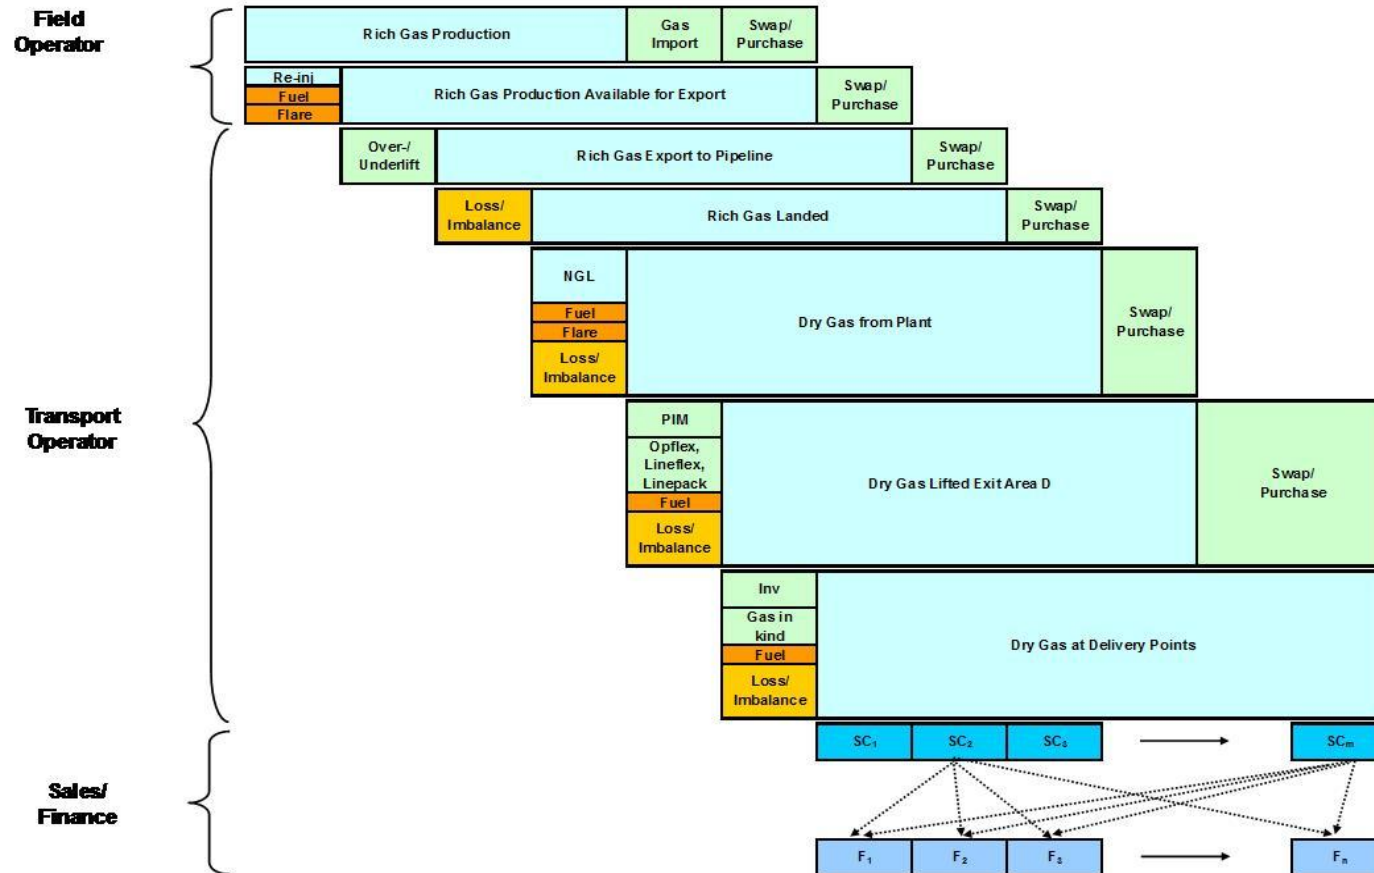 Field
Operator
Rich Gas Production
Gas
Import
Swap/
Purchase
Re-inj
Fuel
Flare
Rich Gas Production Available for Export
Swap/
Purchase
Over-/
Underlift
Rich Gas Export to Pipeline
Swap/
Purchase
Loss/
Imbalance
Rich Gas Landed
Swap/
Purchase
NGL
Fuel
Flare
Loss/
Imbalance
Dry Gas from Plant
Swap/
Purchase
Transport
Operator
PIM
Opflex,
Lineflex,
Linepack
Fuel
Loss/
Imbalance
Dry Gas Lifted Exit Area D
Swap/
Purchase
Inv
Gas in
kind
Fuel
Loss/
Imbalance
Dry Gas at Delivery Points
Sales/
Finance
SC₁ SC₂ SC₃ SCm
F₁ F₂ F₃ Fn